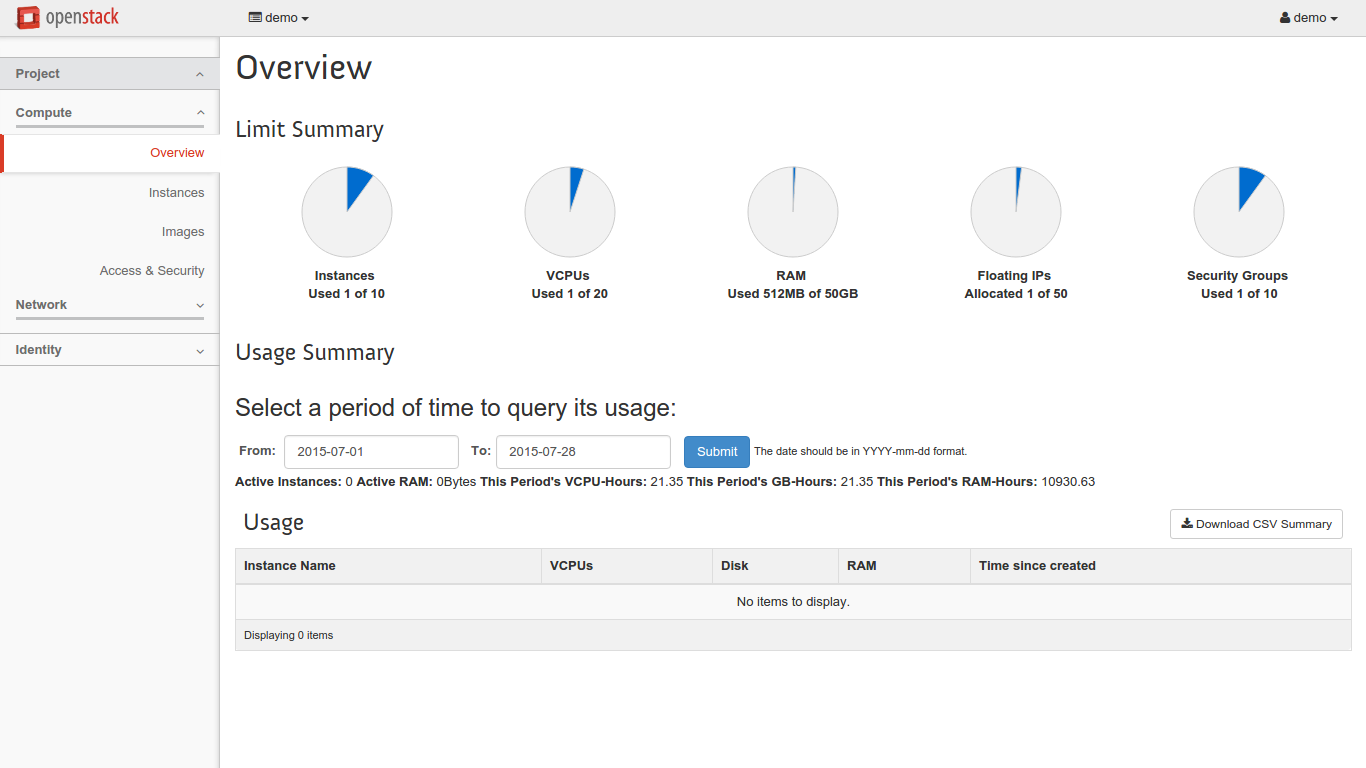 openstack
demo
demo
Project
Compute
Overview
Instances
Images
Access & Security
Network
Identity
Overview
Limit Summary
Instances
Used 1 of 10
VCPUs
Used 1 of 20
RAM
Used 512MB of 50GB
Floating IPs
Allocated 1 of 50
Security Groups
Used 1 of 10
Usage Summary
Select a period of time to query its usage:
From: 2015-07-01 To: 2015-07-28 Submit The date should be in YYYY-mm-dd format.
Active Instances: 0 Active RAM: 0Bytes This Period's VCPU-Hours: 21.35 This Period's GB-Hours: 21.35 This Period's RAM-Hours: 10930.63
Usage
Download CSV Summary
Instance Name VCPUs Disk RAM Time since created
No items to display.
Displaying 0 items